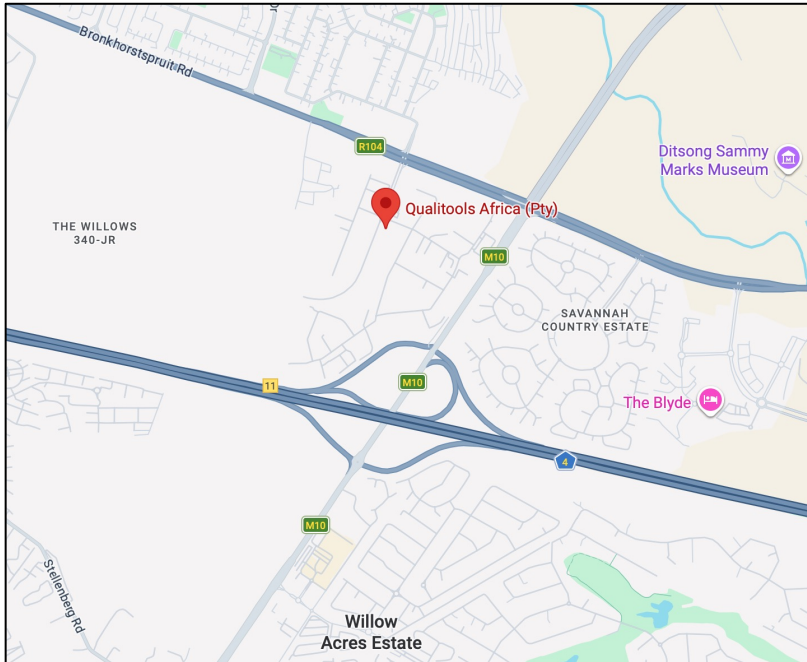 Dr
Bronkhorstspruit Rd
R104
Ditsong Sammy
Marks Museum
Qualitools Africa (Pty)
THE WILLOWS
340-JR
M10
SAVANNAH
COUNTRY ESTATE
11
M10
The Blyde
4
M10
Stellenberg Rd
Willow
Acres Estate